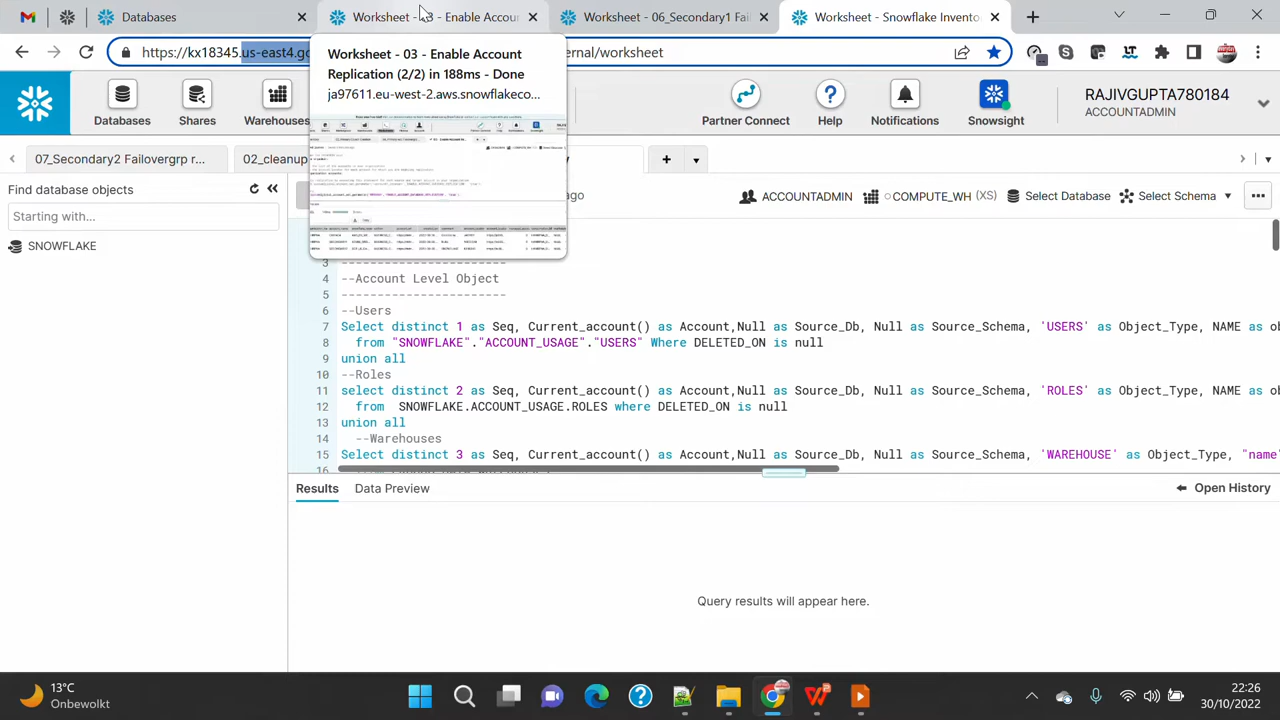 Databases
Worksheet - 03 - Enable Accour
Worksheet - 06_Secondary1 Fai
Worksheet - Snowflake Invento
https://kx18345.us-east4.gc
ernal/worksheet
Worksheet - 03 - Enable Account
Replication (2/2) in 188ms - Done
ja97611.eu-west-2.aws.snowflakeco...
Databases
Shares
Warehouses
Partner Connect
Help
Notifications
Snowsight
RAJIVGUPTA780184
ACCOUNTADMIN
02_secondary2 Failovergrp r...
02_cleanup
Find database objects
ago
ACCOUNTADMIN
COMPUTE_WH (XS)
Select Database
Select Schema
Starting with...
SNOWFLAKE
3 -----------------------
4 --Account Level Object
5 -----------------------
6 --Users
7 Select distinct 1 as Seq, Current_account() as Account,Null as Source_Db, Null as Source_Schema, 'USERS' as Object_Type, NAME as ob
8 from "SNOWFLAKE"."ACCOUNT_USAGE"."USERS" Where DELETED_ON is null
9 union all
10 --Roles
11 select distinct 2 as Seq, Current_account() as Account,Null as Source_Db, Null as Source_Schema, 'ROLES' as Object_Type, NAME as ob
12 from SNOWFLAKE.ACCOUNT_USAGE.ROLES where DELETED_ON is null
13 union all
14 --Warehouses
15 Select distinct 3 as Seq, Current_account() as Account,Null as Source_Db, Null as Source_Schema, 'WAREHOUSE' as Object_Type, "name"
16
Results
Data Preview
Open History
Query results will appear here.
13°C
Onbewolkt
22:26
30/10/2022